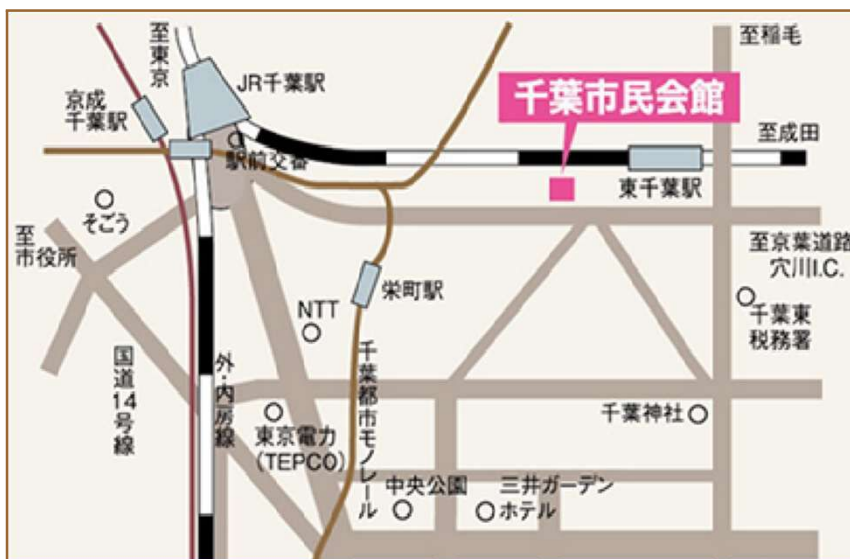 至東京
JR千葉駅
京成
千葉駅
駅前交番
千葉市民会館
至稲毛
至成田
東千葉駅
そごう
至
市役所
至京葉道路
穴川I.C.
栄町駅
NTT
千葉東
税務署
国道14号線
外・内房線
千葉都市モノレール
東京電力
(TEPCO)
千葉神社
中央公園
三井ガーデン
ホテル